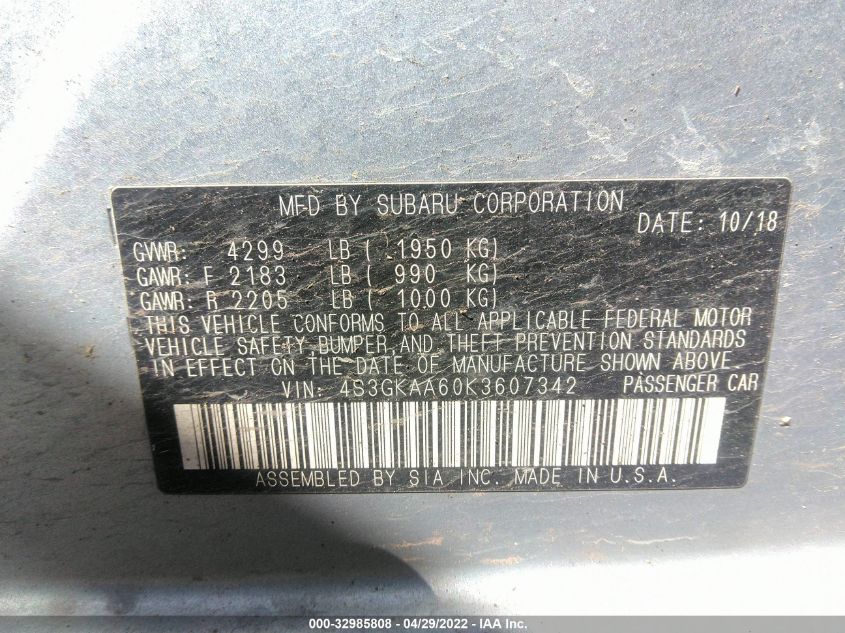 MFD BY SUBARU CORPORATION
DATE: 10/18
GVWR: 4299 LB ( 1950 KG)
GAWR: F 2183 LB ( 990 KG)
GAWR: R 2205 LB ( 1000 KG)
THIS VEHICLE CONFORMS TO ALL APPLICABLE FEDERAL MOTOR
VEHICLE SAFETY,BUMPER,AND THEFT PREVENTION STANDARDS
IN EFFECT ON THE DATE OF MANUFACTURE SHOWN ABOVE.
VIN: 4S3GKAA60K3607342 PASSENGER CAR
ASSEMBLED BY SIA INC. MADE IN U.S.A.
000-32985808 - 04/29/2022 - IAA Inc.